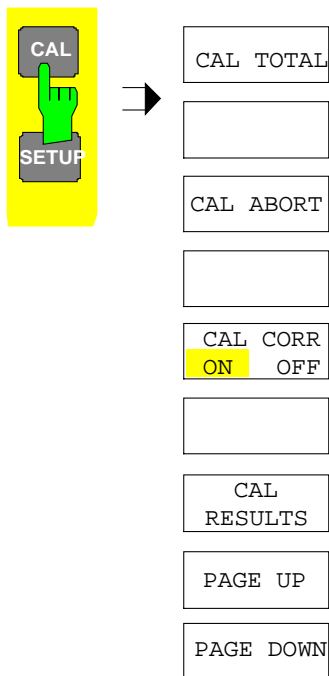 CAL
SETUP
CAL TOTAL
CAL ABORT
CAL CORR
ON OFF
CAL
RESULTS
PAGE UP
PAGE DOWN